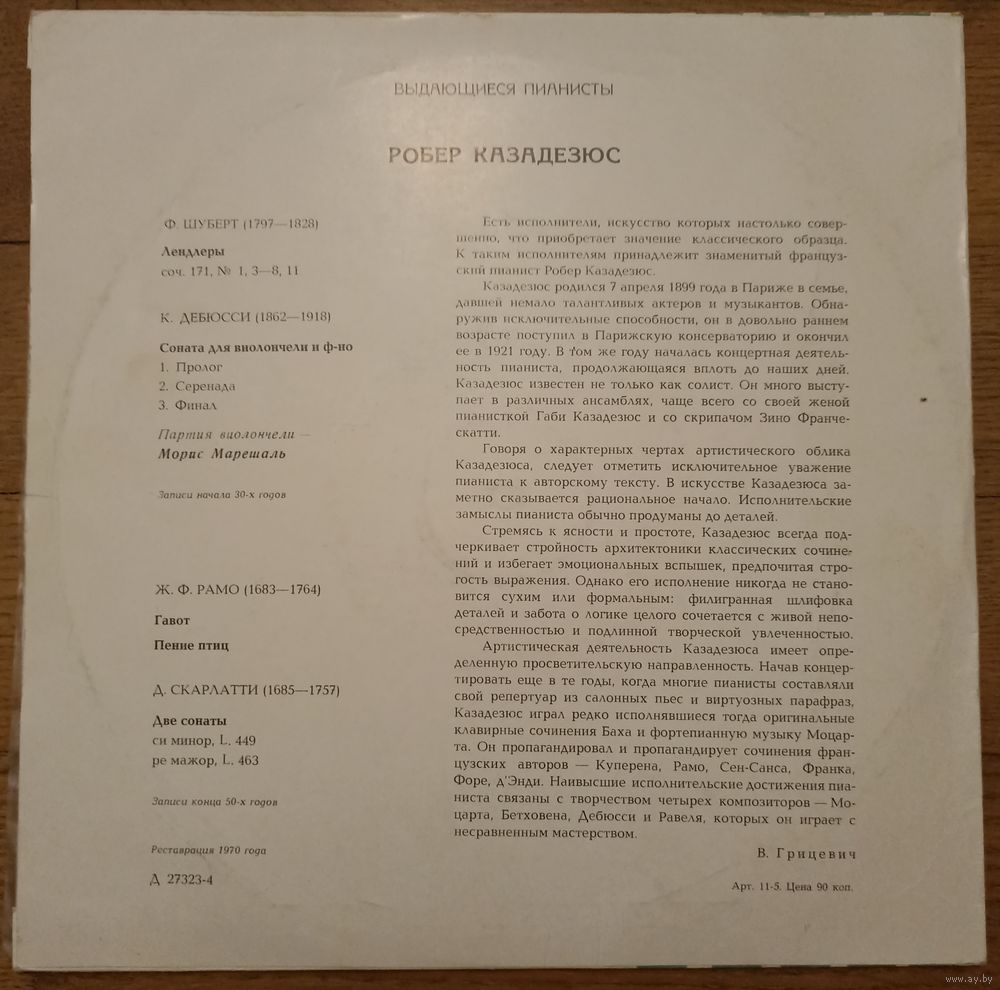 ВЫДАЮЩИЕСЯ ПИАНИСТЫ
РОБЕР КАЗАДЕЗЮС
Ф. ШУБЕРТ (1797—1828)
Лендлеры
соч. 171, № 1, 3—8, 11
К. ДЕБЮССИ (1862—1918)
Соната для виолончели и ф-но
1. Пролог
2. Серенада
3. Финал
Партия виолончели —
Морис Марешаль
Записи начала 30-х годов
Ж. Ф. РАМО (1683—1764)
Гавот
Пение птиц
Д. СКАРЛАТТИ (1685—1757)
Две сонаты
си минор, L. 449
ре мажор, L. 463
Записи конца 50-х годов
Реставрация 1970 года
Д 27323-4
Есть исполнители, искусство которых настолько совер-
шенно, что приобретает значение классического образца.
К таким исполнителям принадлежит знаменитый француз-
ский пианист Робер Казадезюс.
Казадезюс родился 7 апреля 1899 года в Париже в семье,
давшей немало талантливых актеров и музыкантов. Обна-
ружив исключительные способности, он в довольно раннем
возрасте поступил в Парижскую консерваторию и окончил
ее в 1921 году. В том же году началась концертная деятель-
ность пианиста, продолжающаяся вплоть до наших дней.
Казадезюс известен не только как солист. Он много высту-
пает в различных ансамблях, чаще всего со своей женой
пианисткой Габи Казадезюс и со скрипачом Зино Франче-
скатти.
Говоря о характерных чертах артистического облика
Казадезюса, следует отметить исключительное уважение
пианиста к авторскому тексту. В искусстве Казадезюса за-
метно сказывается рациональное начало. Исполнительские
замыслы пианиста обычно продуманы до деталей.
Стремясь к ясности и простоте, Казадезюс всегда под-
черкивает стройность архитектоники классических сочине-
ний и избегает эмоциональных вспышек, предпочитая стро-
гость выражения. Однако его исполнение никогда не стано-
вится сухим или формальным: филигранная шлифовка
деталей и забота о логике целого сочетается с живой непо-
средственностью и подлинной творческой увлеченностью.
Артистическая деятельность Казадезюса имеет опре-
деленную просветительскую направленность. Начав концер-
тировать еще в те годы, когда многие пианисты составляли
свой репертуар из салонных пьес и виртуозных парафраз,
Казадезюс играл редко исполнявшиеся тогда оригинальные
клавирные сочинения Баха и фортепианную музыку Моцар-
та. Он пропагандировал и пропагандирует сочинения фран-
цузских авторов — Куперена, Рамо, Сен-Санса, Франка,
Форе, д'Энди. Наивысшие исполнительские достижения пиа-
ниста связаны с творчеством четырех композиторов — Мо-
царта, Бетховена, Дебюсси и Равеля, которых он играет с
несравненным мастерством.
В. Грицевич
Арт. 11-5. Цена 90 коп.
www.ay.by